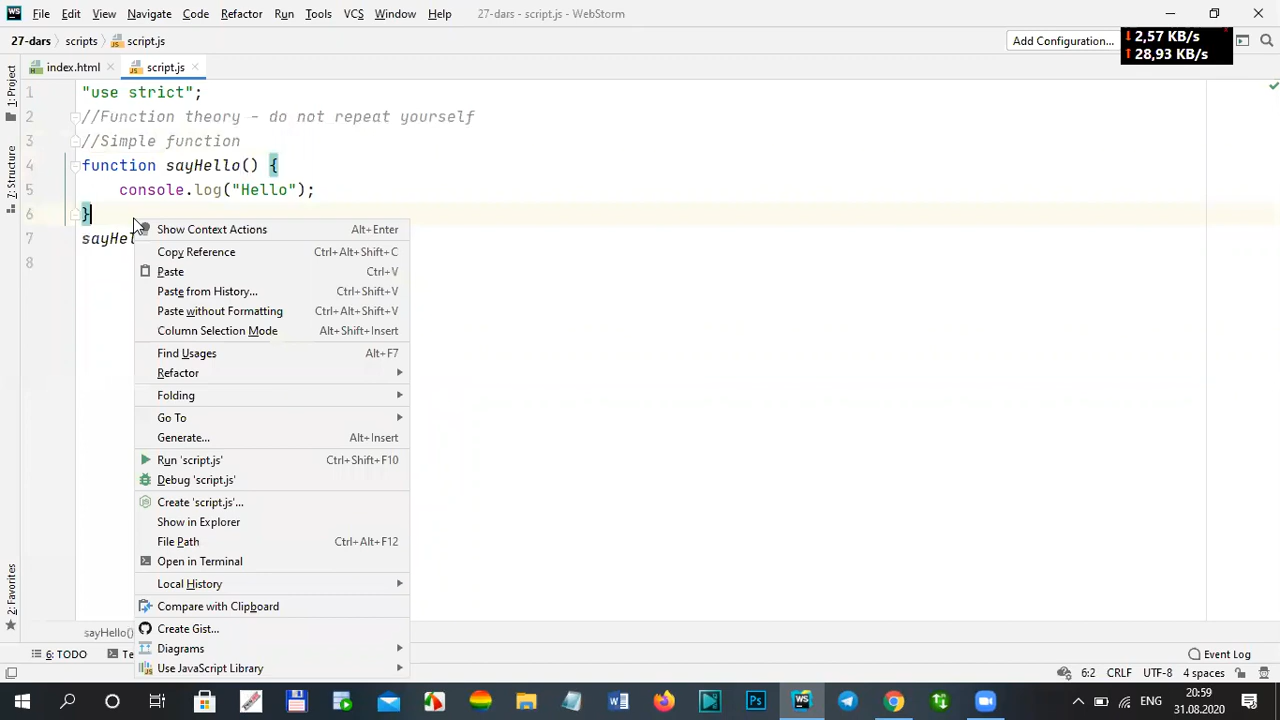 WS File Edit View Navigate Code Refactor Run Tools VCS Window Help 27-dars - script.js - WebStorm
27-dars scripts script.js Add Configuration...
2,57 KB/s
28,93 KB/s
index.html script.js
1: Project
7: Structure
2: Favorites
1 "use strict";
2 //Function theory - do not repeat yourself
3 //Simple function
4 function sayHello() {
5 console.log("Hello");
6 }
7 sayHel
8
Show Context Actions Alt+Enter
Copy Reference Ctrl+Alt+Shift+C
Paste Ctrl+V
Paste from History... Ctrl+Shift+V
Paste without Formatting Ctrl+Alt+Shift+V
Column Selection Mode Alt+Shift+Insert
Find Usages Alt+F7
Refactor
Folding
Go To
Generate... Alt+Insert
Run 'script.js' Ctrl+Shift+F10
Debug 'script.js'
Create 'script.js'...
Show in Explorer
File Path Ctrl+Alt+F12
Open in Terminal
Local History
Compare with Clipboard
Create Gist...
Diagrams
Use JavaScript Library
sayHello()
6: TODO Te Event Log
6:2 CRLF UTF-8 4 spaces
Ps WS ENG
20:59
31.08.2020